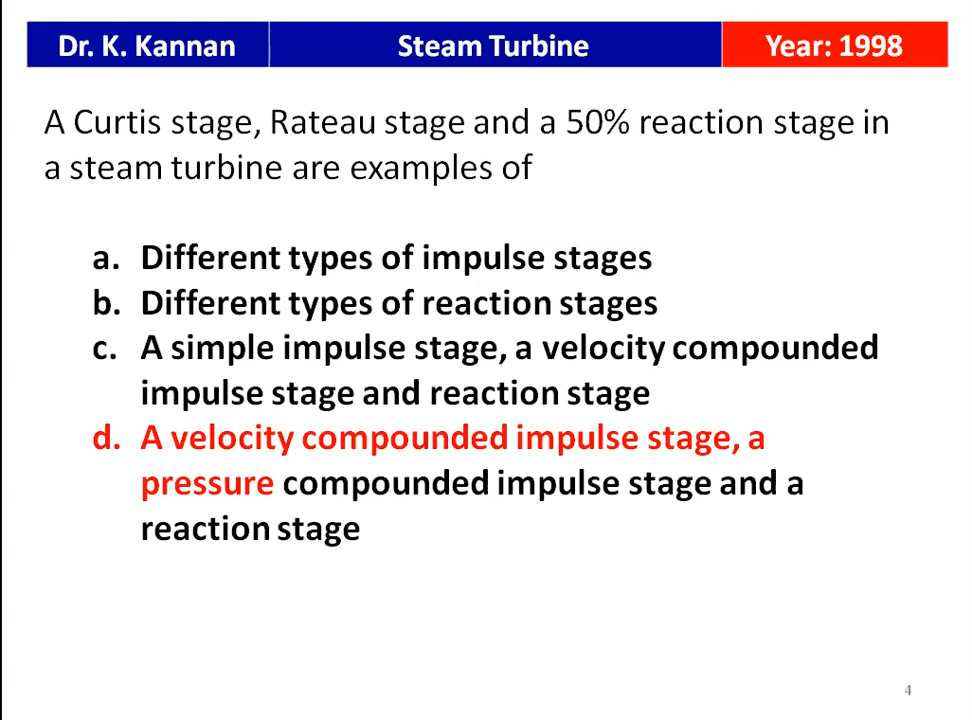 Dr. K. Kannan Steam Turbine Year: 1998
A Curtis stage, Rateau stage and a 50% reaction stage in
a steam turbine are examples of
a. Different types of impulse stages
b. Different types of reaction stages
c. A simple impulse stage, a velocity compounded
impulse stage and reaction stage
d. A velocity compounded impulse stage, a
pressure compounded impulse stage and a
reaction stage
4